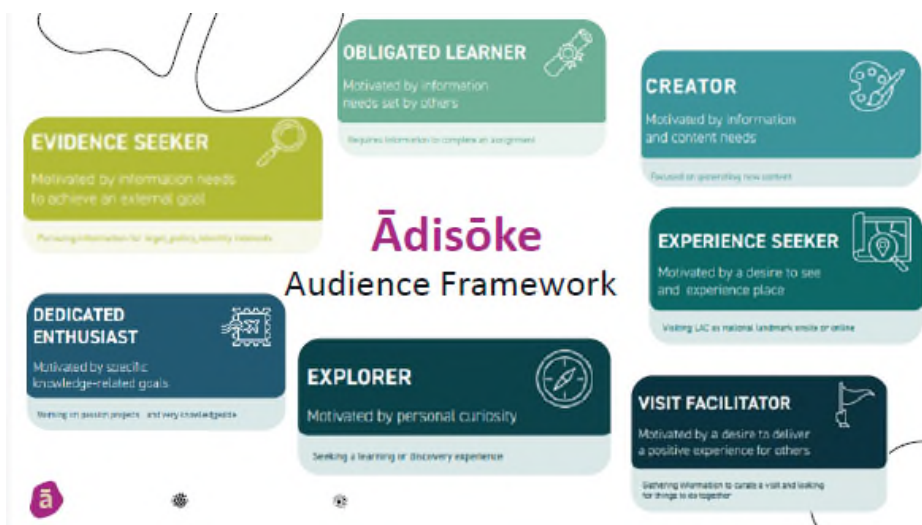 OBLIGATED LEARNER
Motivated by information
needs set by others
Requires information to complete an assignment
CREATOR
Motivated by information
and content needs
Focused on generating new content
EVIDENCE SEEKER
Motivated by information needs
to achieve an external goal
Pursuing information for legal, policy, identity interests
Ādisōke
Audience Framework
EXPERIENCE SEEKER
Motivated by a desire to see
and experience place
Visiting LAC as national landmark onsite or online
DEDICATED
ENTHUSIAST
Motivated by specific
knowledge-related goals
Working on passion projects and very knowledgeable
EXPLORER
Motivated by personal curiosity
Seeking a learning or discovery experience
VISIT FACILITATOR
Motivated by a desire to deliver
a positive experience for others
Gathering information to curate a visit and looking
for things to do together
ā